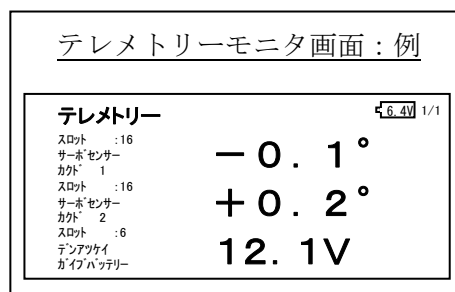 テレメトリーモニタ画面：例
テレメトリー 6.4V 1/1
ｽﾛｯﾄ :16
ｻｰﾎﾞｾﾝｻｰ －0．1°
ｶｸﾄﾞ 1
ｽﾛｯﾄ :16
ｻｰﾎﾞｾﾝｻｰ ＋0．2°
ｶｸﾄﾞ 2
ｽﾛｯﾄ :6
ﾃﾞﾝｱﾂｹｲ 12．1V
ｶﾞｲﾌﾞﾊﾞｯﾃﾘｰ